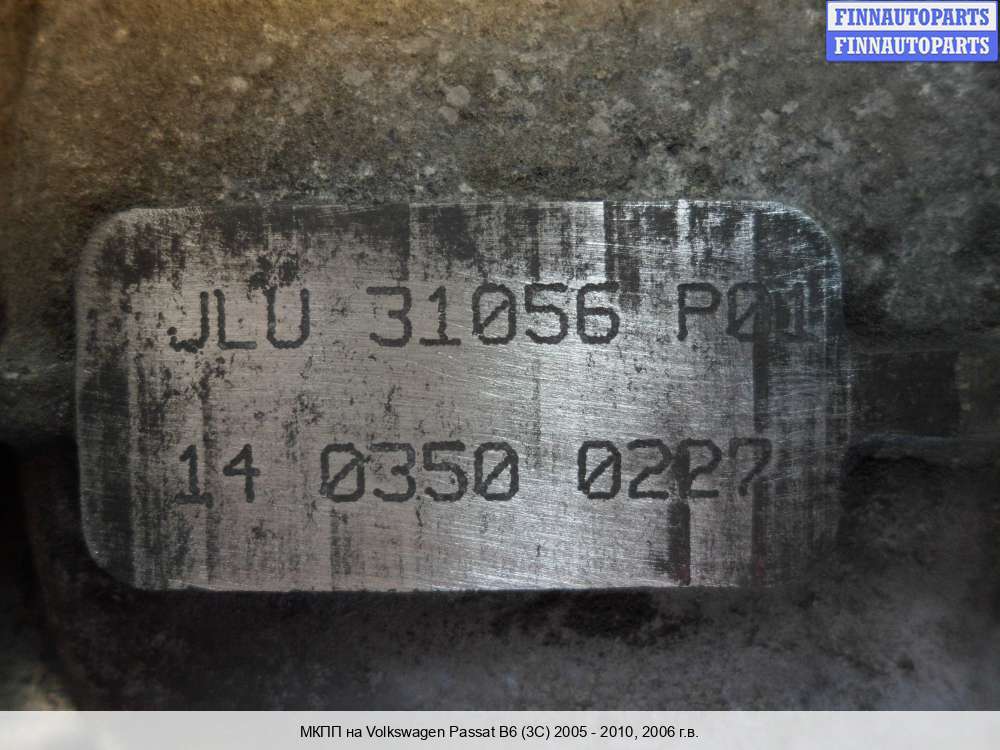 FINNAUTOPARTS
FINNAUTOPARTS
JLU 31056 P01
14 0350 0227
МКПП на Volkswagen Passat B6 (3C) 2005 - 2010, 2006 г.в.